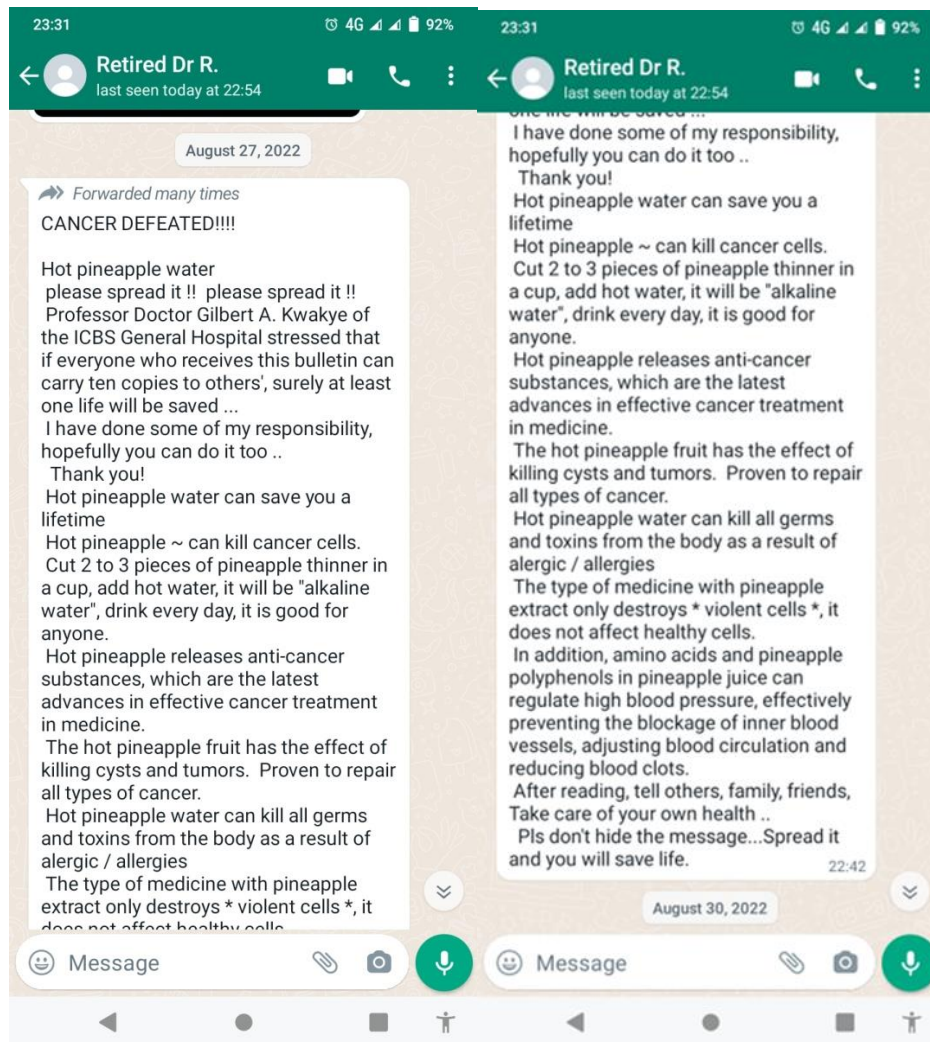 23:31
4G
92%
Retired Dr R.
last seen today at 22:54
August 27, 2022
Forwarded many times
CANCER DEFEATED!!!!
Hot pineapple water
please spread it !!  please spread it !!
Professor Doctor Gilbert A. Kwakye of
the ICBS General Hospital stressed that
if everyone who receives this bulletin can
carry ten copies to others', surely at least
one life will be saved ...
I have done some of my responsibility,
hopefully you can do it too ..
Thank you!
Hot pineapple water can save you a
lifetime
Hot pineapple ~ can kill cancer cells.
Cut 2 to 3 pieces of pineapple thinner in
a cup, add hot water, it will be "alkaline
water", drink every day, it is good for
anyone.
Hot pineapple releases anti-cancer
substances, which are the latest
advances in effective cancer treatment
in medicine.
The hot pineapple fruit has the effect of
killing cysts and tumors.  Proven to repair
all types of cancer.
Hot pineapple water can kill all germs
and toxins from the body as a result of
alergic / allergies
The type of medicine with pineapple
extract only destroys * violent cells *, it
does not affect healthy cells
Message
23:31
4G
92%
Retired Dr R.
last seen today at 22:54
one life will be saved ...
I have done some of my responsibility,
hopefully you can do it too ..
Thank you!
Hot pineapple water can save you a
lifetime
Hot pineapple ~ can kill cancer cells.
Cut 2 to 3 pieces of pineapple thinner in
a cup, add hot water, it will be "alkaline
water", drink every day, it is good for
anyone.
Hot pineapple releases anti-cancer
substances, which are the latest
advances in effective cancer treatment
in medicine.
The hot pineapple fruit has the effect of
killing cysts and tumors.  Proven to repair
all types of cancer.
Hot pineapple water can kill all germs
and toxins from the body as a result of
alergic / allergies
The type of medicine with pineapple
extract only destroys * violent cells *, it
does not affect healthy cells.
In addition, amino acids and pineapple
polyphenols in pineapple juice can
regulate high blood pressure, effectively
preventing the blockage of inner blood
vessels, adjusting blood circulation and
reducing blood clots.
After reading, tell others, family, friends,
Take care of your own health ..
Pls don't hide the message...Spread it
and you will save life.
22:42
August 30, 2022
Message